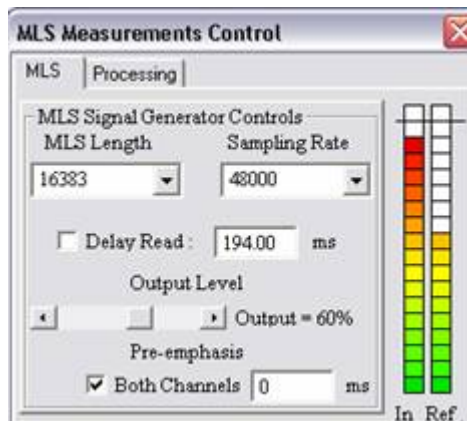 MLS Measurements Control
MLS Processing
MLS Signal Generator Controls
MLS Length Sampling Rate
16383 48000
Delay Read : 194.00 ms
Output Level
Output = 60%
Pre-emphasis
Both Channels 0 ms
In Ref